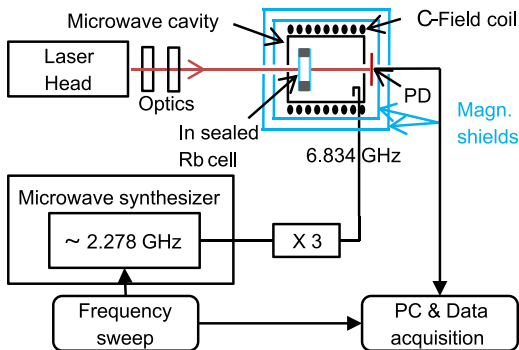 Microwave cavity
C-Field coil
Laser
Head
Optics
PD
In sealed
Rb cell
Magn.
shields
6.834 GHz
Microwave synthesizer
~ 2.278 GHz
X 3
Frequency
sweep
PC & Data
acquisition